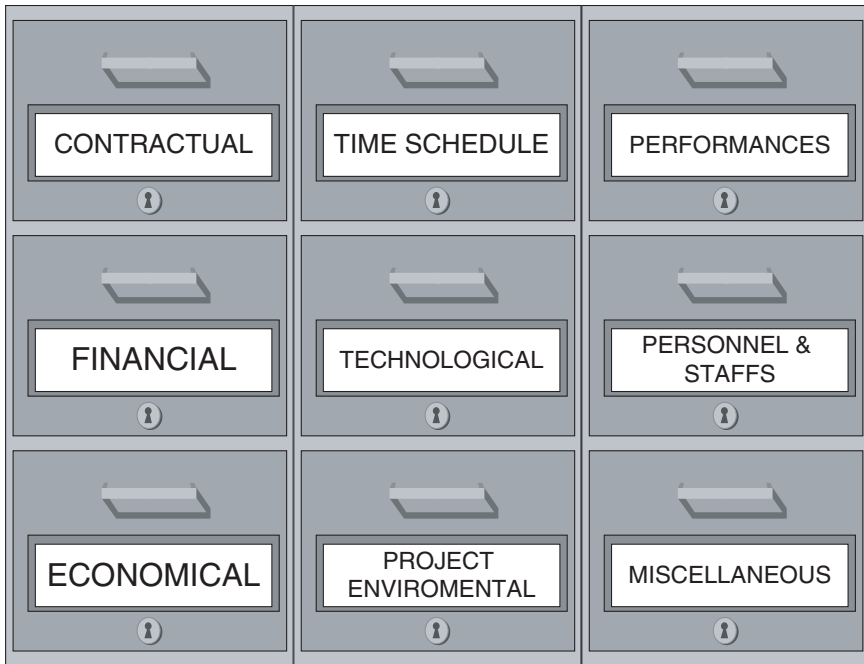 CONTRACTUAL
TIME SCHEDULE
PERFORMANCES
FINANCIAL
TECHNOLOGICAL
PERSONNEL &
STAFFS
ECONOMICAL
PROJECT
ENVIROMENTAL
MISCELLANEOUS